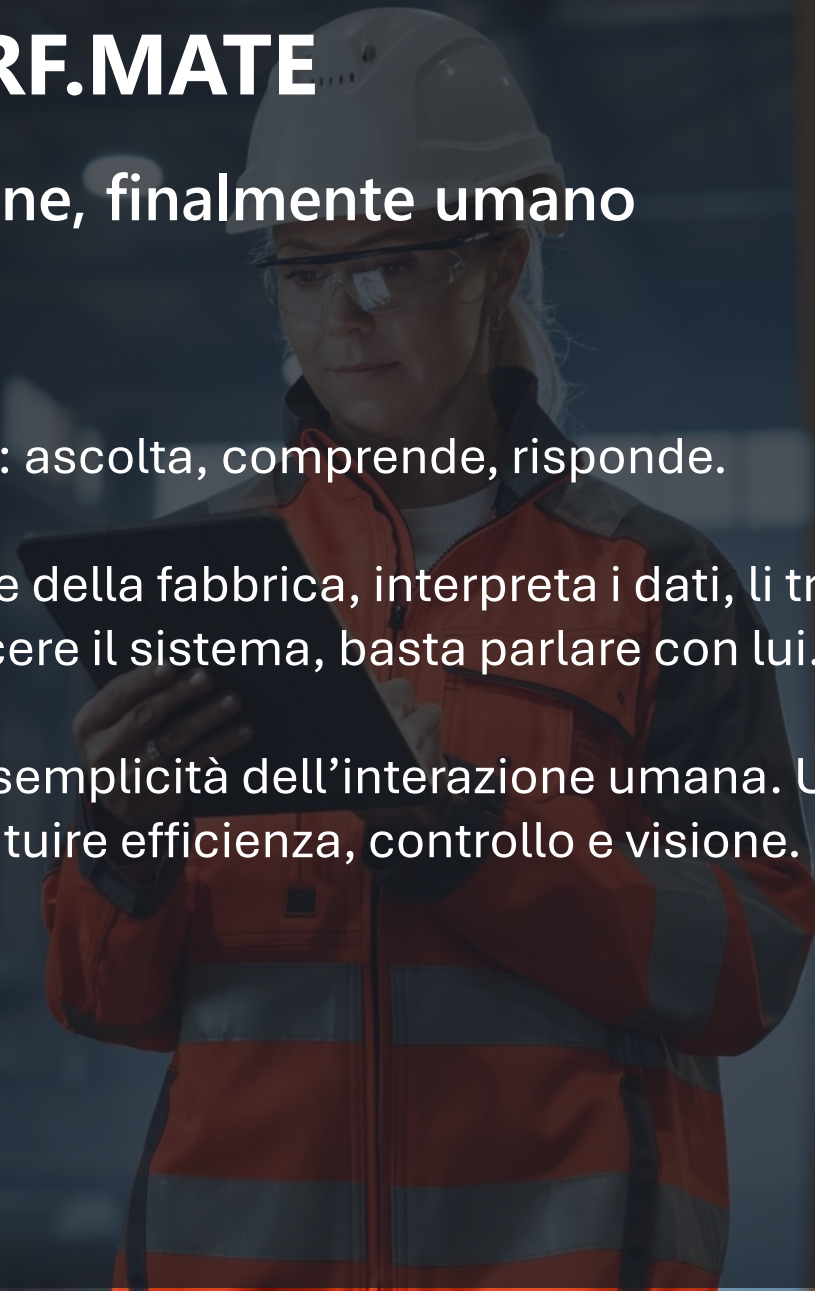 RF.MATE
ne, finalmente umano
: ascolta, comprende, risponde.
e della fabbrica, interpreta i dati, li tr
cere il sistema, basta parlare con lui.
semplicità dell’interazione umana. U
tuire efficienza, controllo e visione.